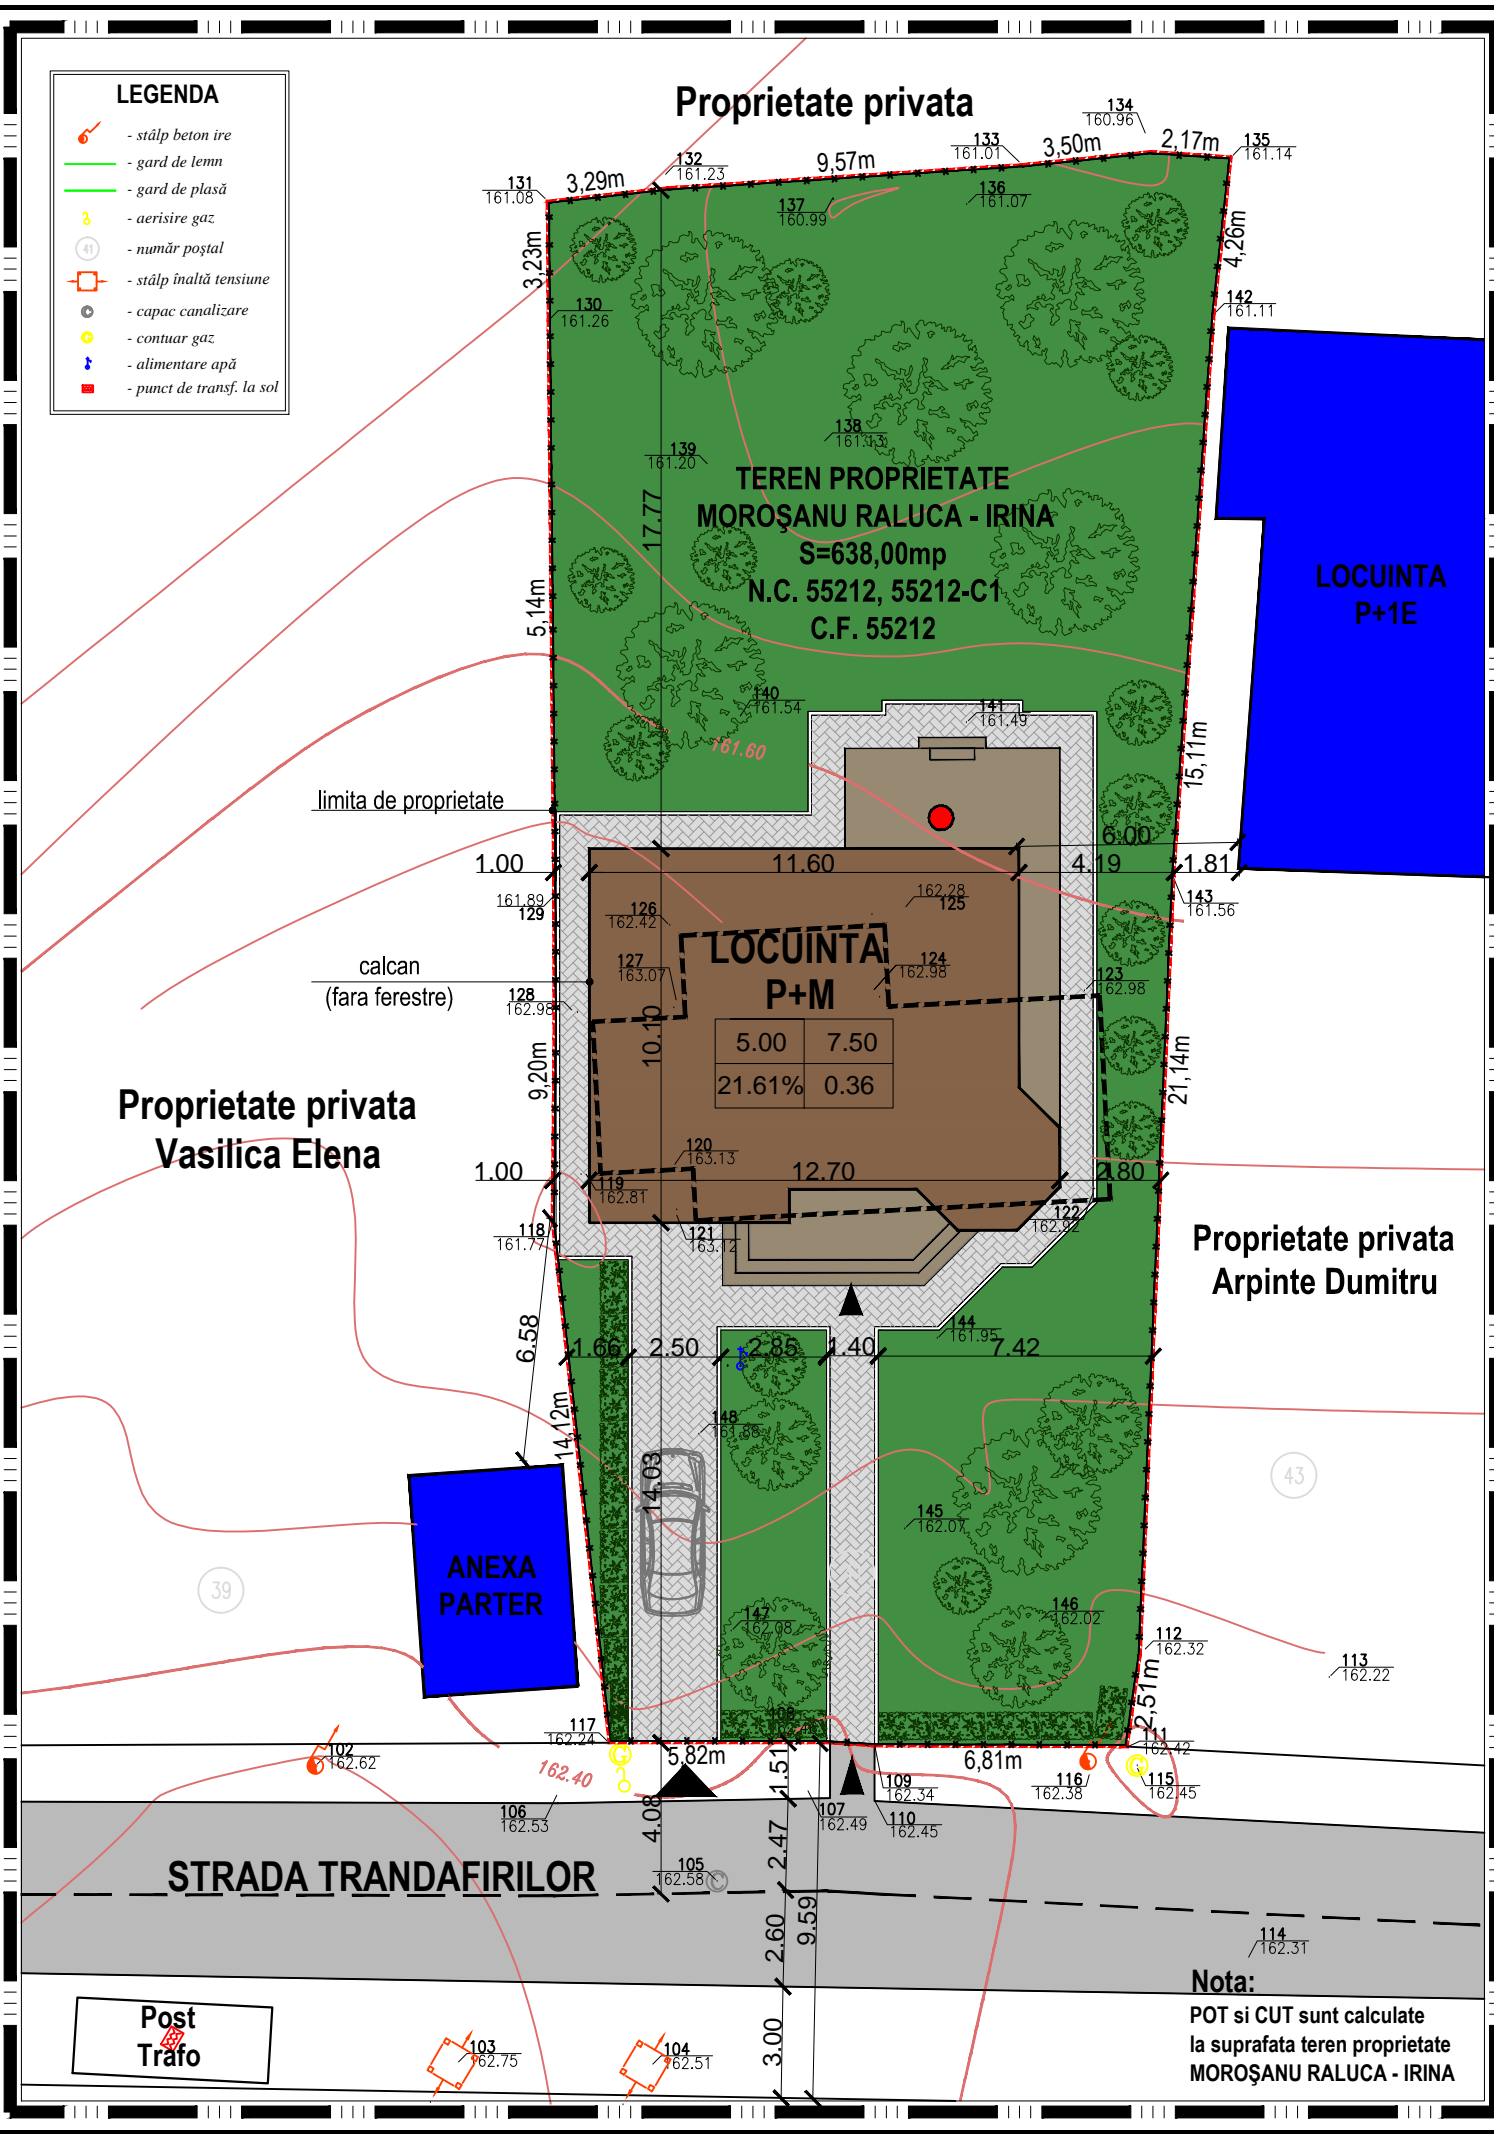 LEGENDA
- stâlp beton ire
- gard de lemn
- gard de plasă
- aerisire gaz
41 - număr poștal
- stâlp înaltă tensiune
- capac canalizare
- contuar gaz
- alimentare apă
- punct de transf. la sol
Proprietate privata
134
160.96
133
161.01
3,50m
2,17m
135
161.14
132
161.23
9,57m
131
161.08
3,29m
136
161.07
137
160.99
3,23m
4,26m
130
161.26
142
161.11
138
161.13
139
161.20
17.77
TEREN PROPRIETATE
MOROȘANU RALUCA - IRINA
S=638,00mp
N.C. 55212, 55212-C1
C.F. 55212
LOCUINTA
P+1E
5,14m
140
161.54
141
161.49
161.60
15,11m
limita de proprietate
6.00
1.00
11.60
4.19
1.81
161.89
129
126
162.42
162.28
125
143
161.56
LOCUINTA
P+M
calcan
(fara ferestre)
127
163.07
124
162.98
123
162.98
128
162.98
10.10
5.00 7.50
21.61% 0.36
9,20m
21,14m
Proprietate privata
Vasilica Elena
120
163.13
1.00
12.70
2.80
119
162.81
118
161.77
121
163.12
122
162.92
Proprietate privata
Arpinte Dumitru
6.58
1.66
2.50
2.85
1.40
7.42
144
161.95
14,12m
148
161.88
14.03
43
145
162.07
ANEXA
PARTER
39
147
162.08
146
162.02
112
162.32
113
162.22
2,51m
117
162.24
108
111
162.42
102
162.62
162.40
5,82m
1.51
6,81m
109
162.34
116
162.38
115
162.45
106
162.53
4.08
107
162.49
110
162.45
2.47
STRADA TRANDAFIRILOR
105
162.58
9.59
2.60
114
162.31
Nota:
POT si CUT sunt calculate
la suprafata teren proprietate
MOROȘANU RALUCA - IRINA
Post
Trafo
103
162.75
104
162.51
3.00